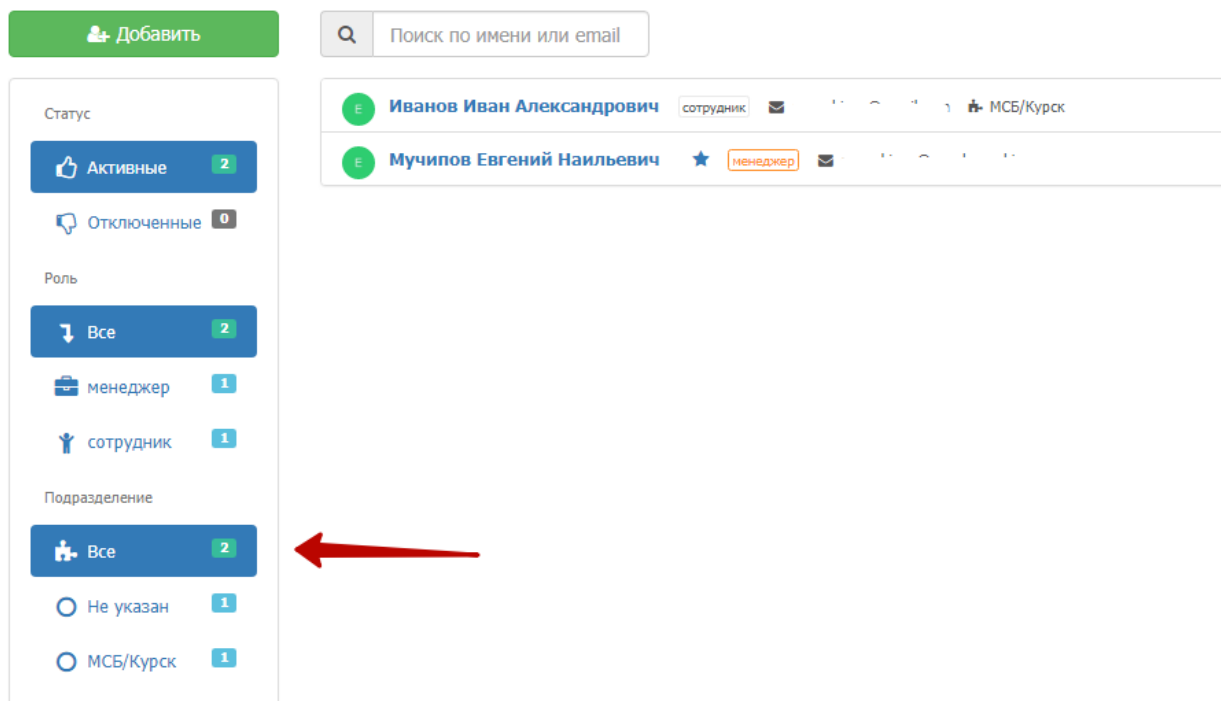 Добавить
Поиск по имени или email
Статус
Активные 2
Отключенные 0
Роль
Все 2
менеджер 1
сотрудник 1
Подразделение
Все 2
Не указан 1
МСБ/Курск 1
Е Иванов Иван Александрович сотрудник МСБ/Курск
Е Мучипов Евгений Наильевич менеджер